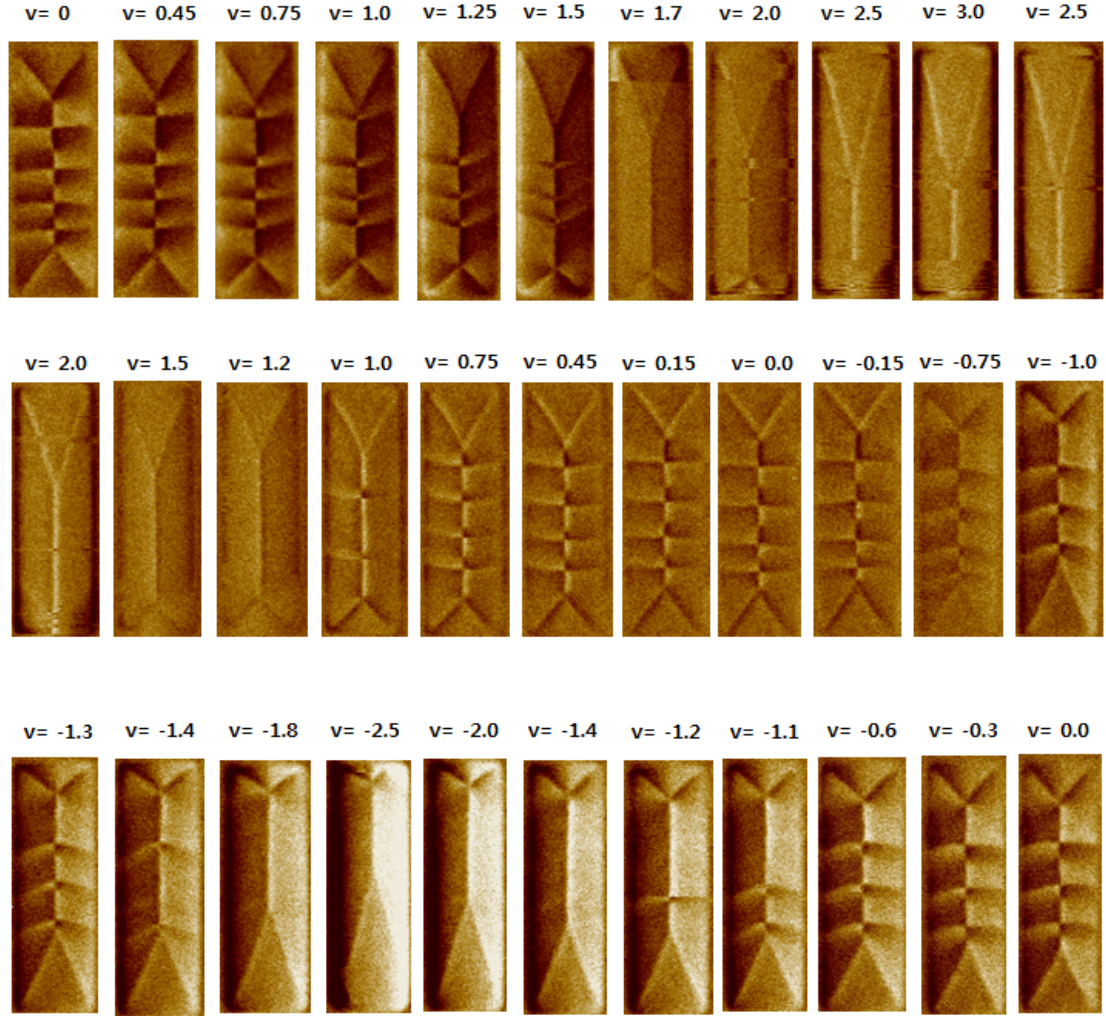 v= 0 v= 0.45 v= 0.75 v= 1.0 v= 1.25 v= 1.5 v= 1.7 v= 2.0 v= 2.5 v= 3.0 v= 2.5
v= 2.0 v= 1.5 v= 1.2 v= 1.0 v= 0.75 v= 0.45 v= 0.15 v= 0.0 v= -0.15 v= -0.75 v= -1.0
v= -1.3 v= -1.4 v= -1.8 v= -2.5 v= -2.0 v= -1.4 v= -1.2 v= -1.1 v= -0.6 v= -0.3 v= 0.0